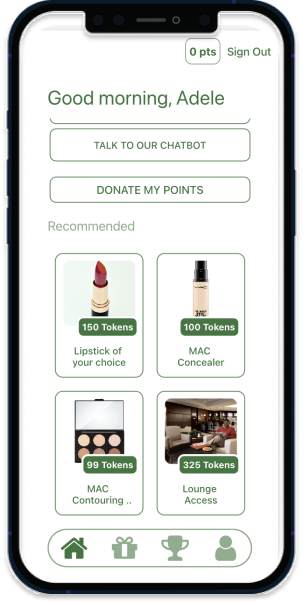 0 pts Sign Out
Good morning, Adele
TALK TO OUR CHATBOT
DONATE MY POINTS
Recommended
150 Tokens
Lipstick of
your choice
100 Tokens
MAC
Concealer
99 Tokens
MAC
Contouring ..
325 Tokens
Lounge
Access